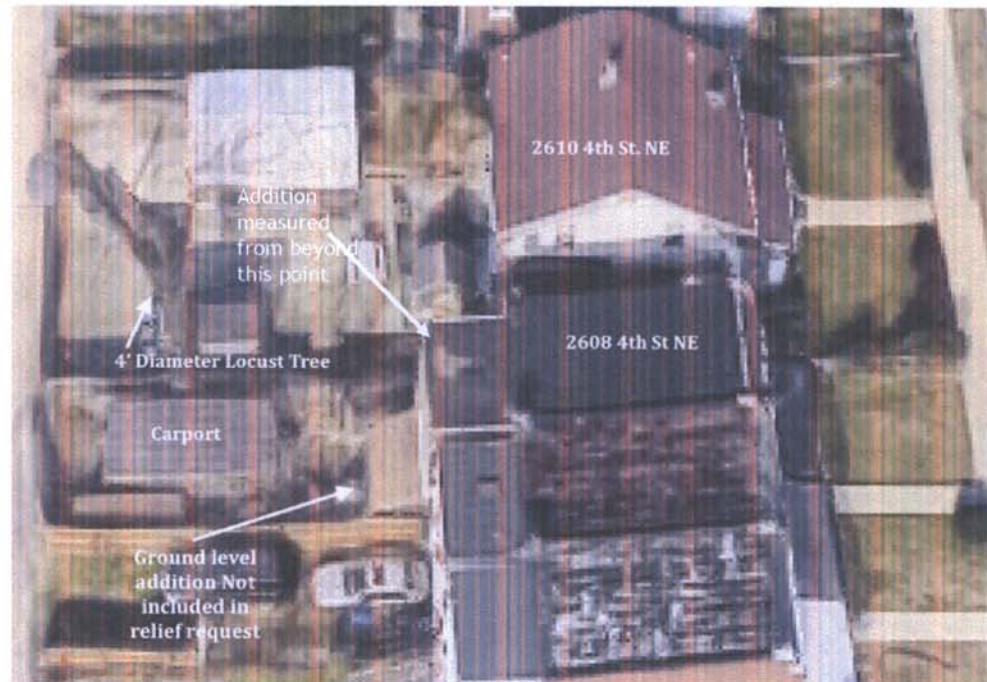 2610 4th St. NE
Addition
measured
from beyond
this point
2608 4th St NE
4' Diameter Locust Tree
Carport
Ground level
addition Not
included in
relief request